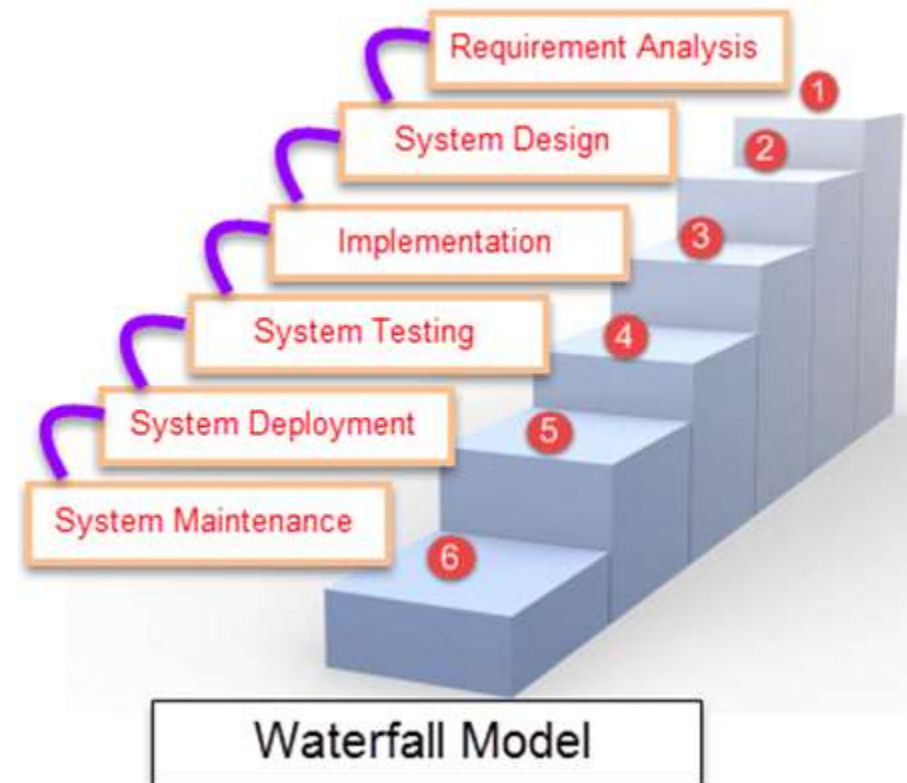 Requirement Analysis
1
System Design
2
Implementation
3
System Testing
4
System Deployment
5
System Maintenance
6
Waterfall Model